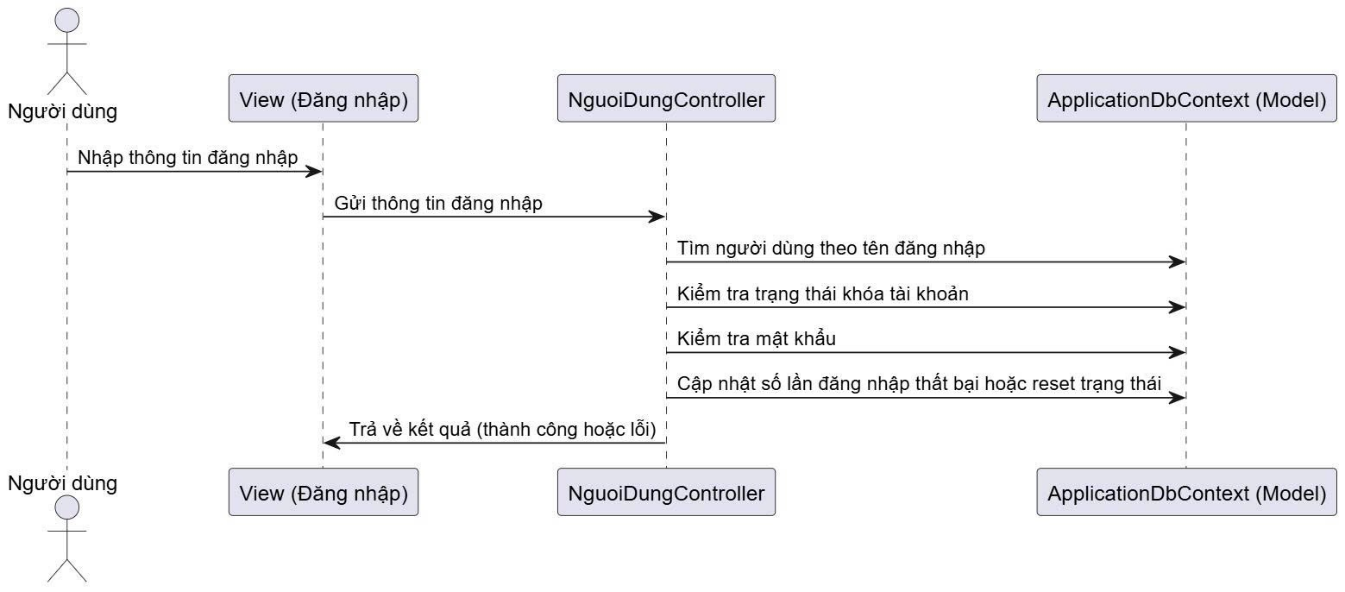 Người dùng
View (Đăng nhập)
NguoiDungController
ApplicationDbContext (Model)
Nhập thông tin đăng nhập
Gửi thông tin đăng nhập
Tìm người dùng theo tên đăng nhập
Kiểm tra trạng thái khóa tài khoản
Kiểm tra mật khẩu
Cập nhật số lần đăng nhập thất bại hoặc reset trạng thái
Trả về kết quả (thành công hoặc lỗi)
Người dùng
View (Đăng nhập)
NguoiDungController
ApplicationDbContext (Model)